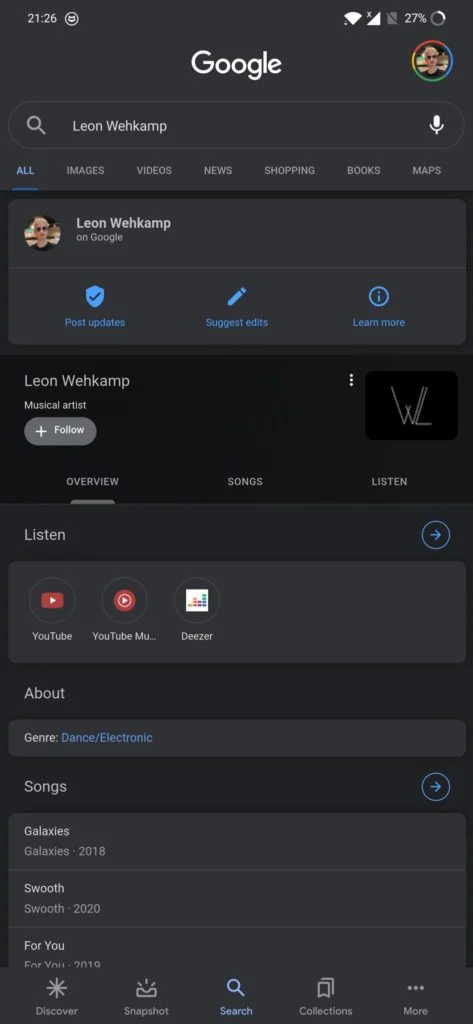 21:26
X
27%
Google
Leon Wehkamp
ALL IMAGES VIDEOS NEWS SHOPPING BOOKS MAPS
Leon Wehkamp
on Google
Post updates Suggest edits Learn more
Leon Wehkamp
Musical artist
+ Follow
WL
OVERVIEW SONGS LISTEN
Listen
YouTube YouTube Mu... Deezer
About
Genre: Dance/Electronic
Songs
Galaxies
Galaxies · 2018
Swooth
Swooth · 2020
For You
For You · 2019
Discover Snapshot Search Collections More